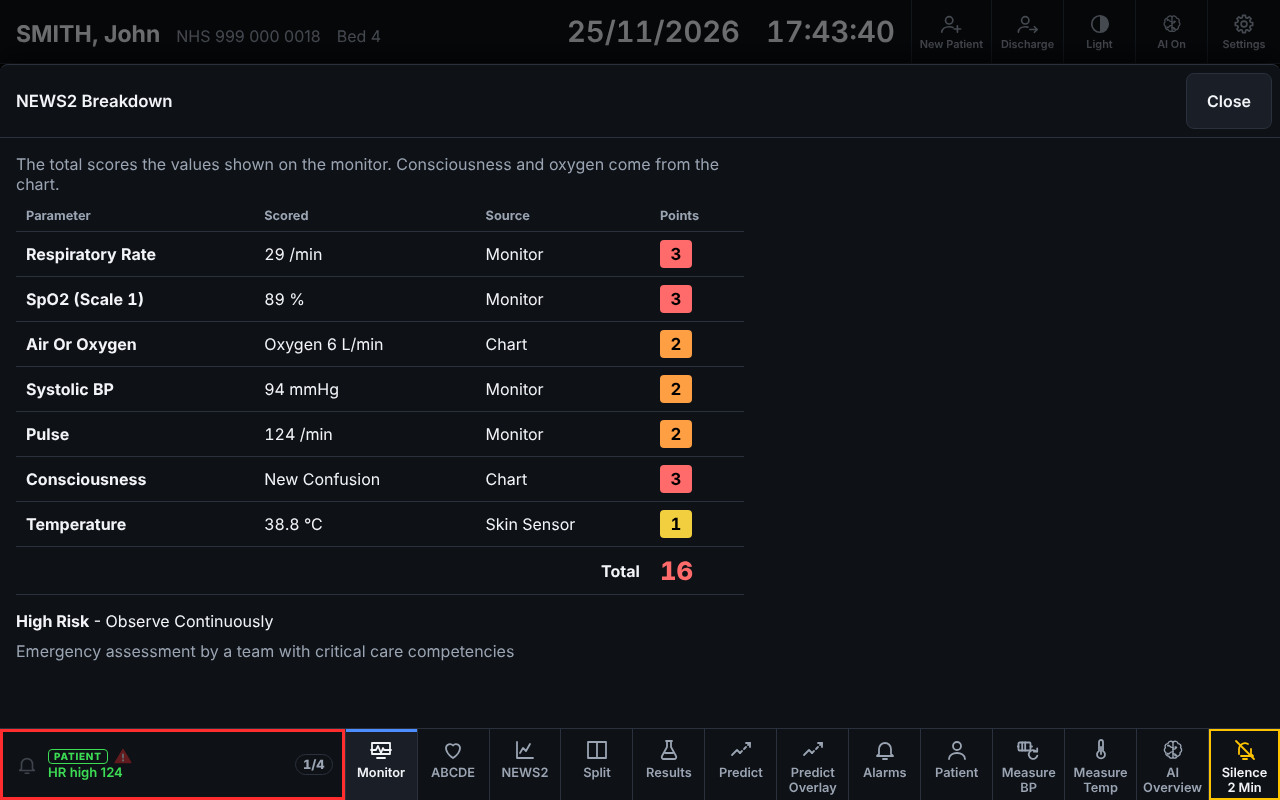 SMITH, John NHS 999 000 0018 Bed 4 25/11/2026 17:43:40 New Patient Discharge Light AI On Settings
NEWS2 Breakdown Close
The total scores the values shown on the monitor. Consciousness and oxygen come from the
chart.
Parameter Scored Source Points
Respiratory Rate 29 /min Monitor 3
SpO2 (Scale 1) 89 % Monitor 3
Air Or Oxygen Oxygen 6 L/min Chart 2
Systolic BP 94 mmHg Monitor 2
Pulse 124 /min Monitor 2
Consciousness New Confusion Chart 3
Temperature 38.8 °C Skin Sensor 1
Total 16
High Risk - Observe Continuously
Emergency assessment by a team with critical care competencies
PATIENT
HR high 124
1/4
Monitor
ABCDE
NEWS2
Split
Results
Predict
Predict
Overlay
Alarms
Patient
Measure
BP
Measure
Temp
AI
Overview
Silence
2 Min